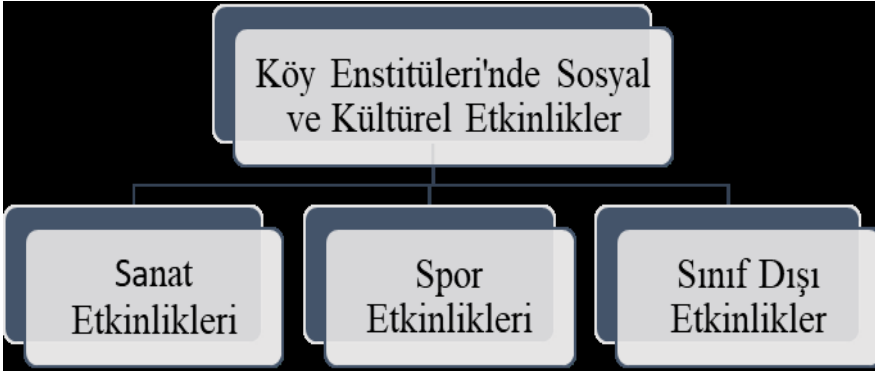 Köy Enstitüleri'nde Sosyal
ve Kültürel Etkinlikler
Sanat
Etkinlikleri
Spor
Etkinlikleri
Sınıf Dışı
Etkinlikler